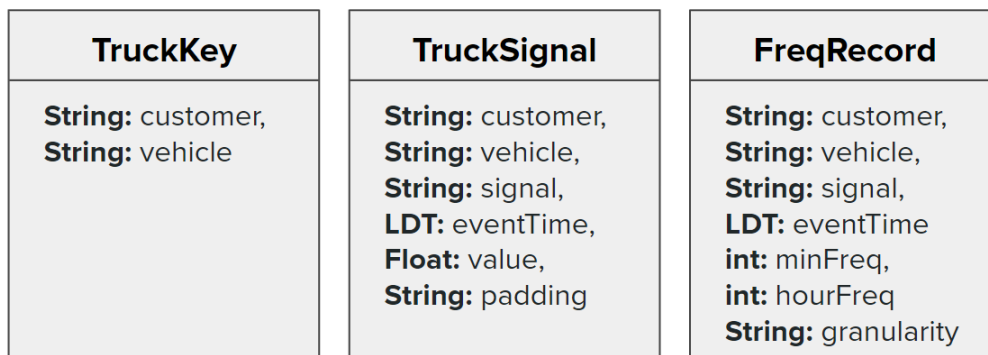 TruckKey
String: customer,
String: vehicle
TruckSignal
String: customer,
String: vehicle,
String: signal,
LDT: eventTime,
Float: value,
String: padding
FreqRecord
String: customer,
String: vehicle,
String: signal,
LDT: eventTime
int: minFreq,
int: hourFreq
String: granularity